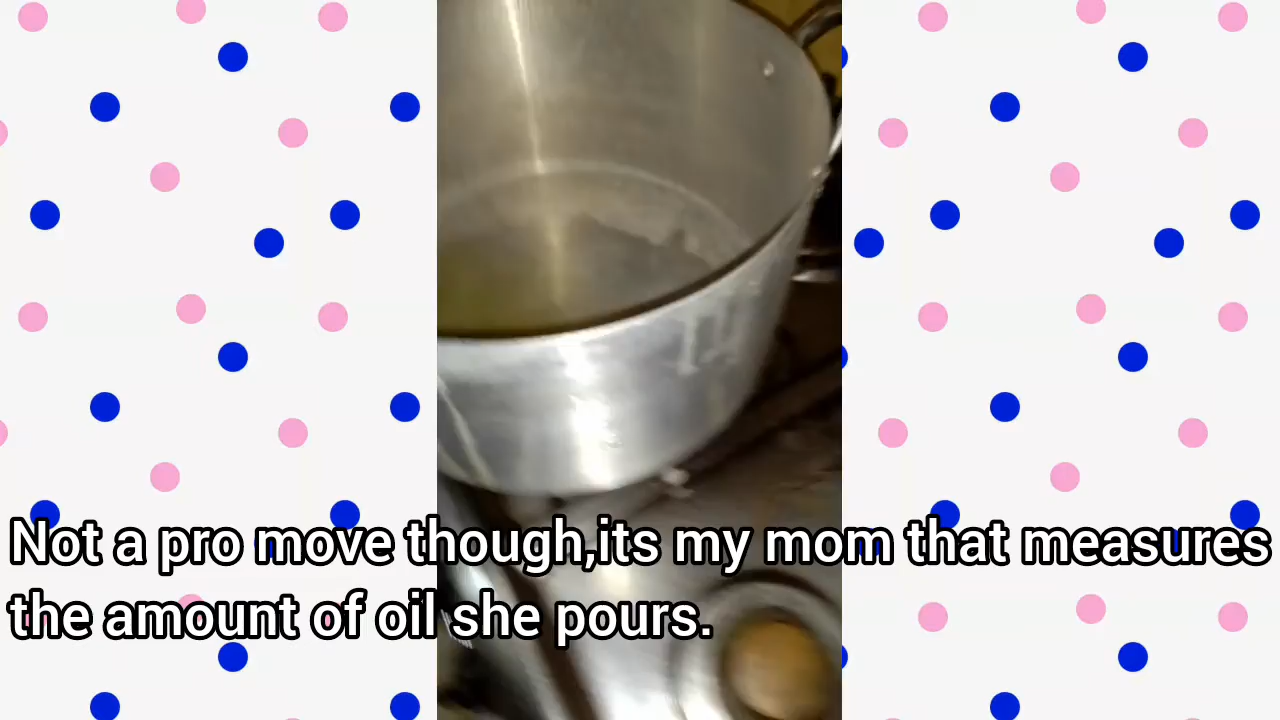 Not a pro move though,its my mom that measures
the amount of oil she pours.